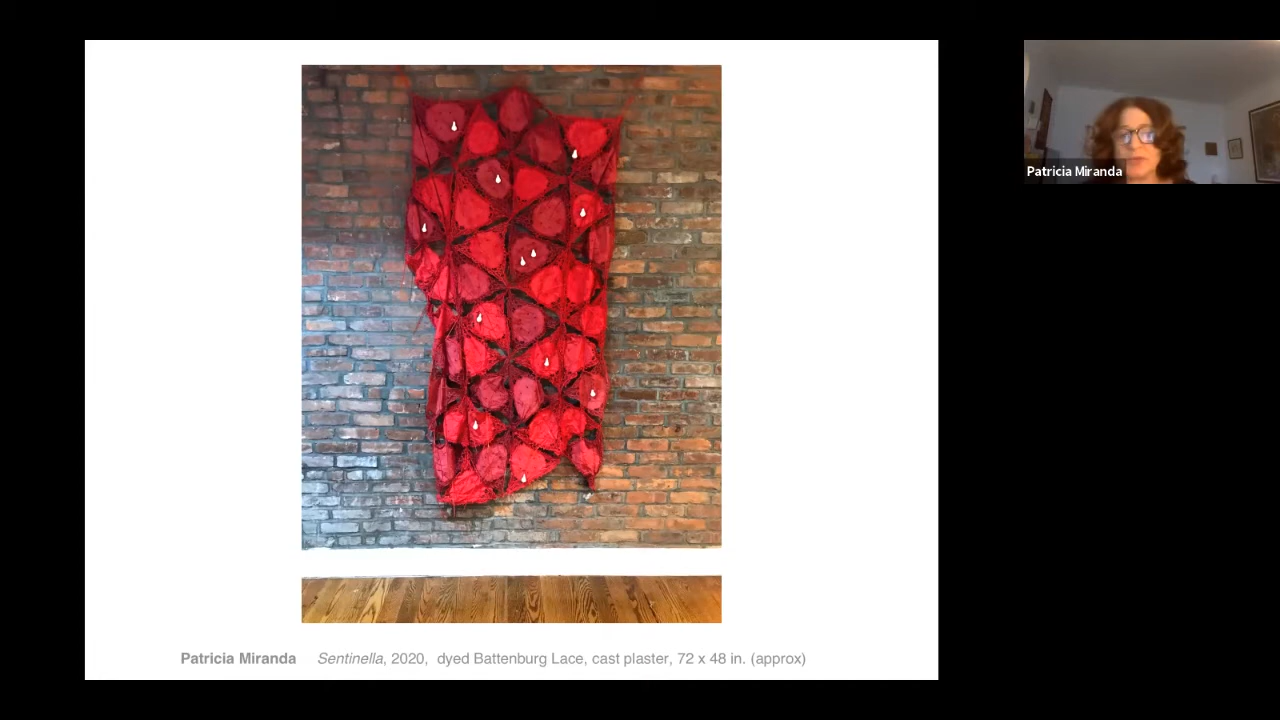 Patricia Miranda
Patricia Miranda Sentinella, 2020, dyed Battenburg Lace, cast plaster, 72 x 48 in. (approx)